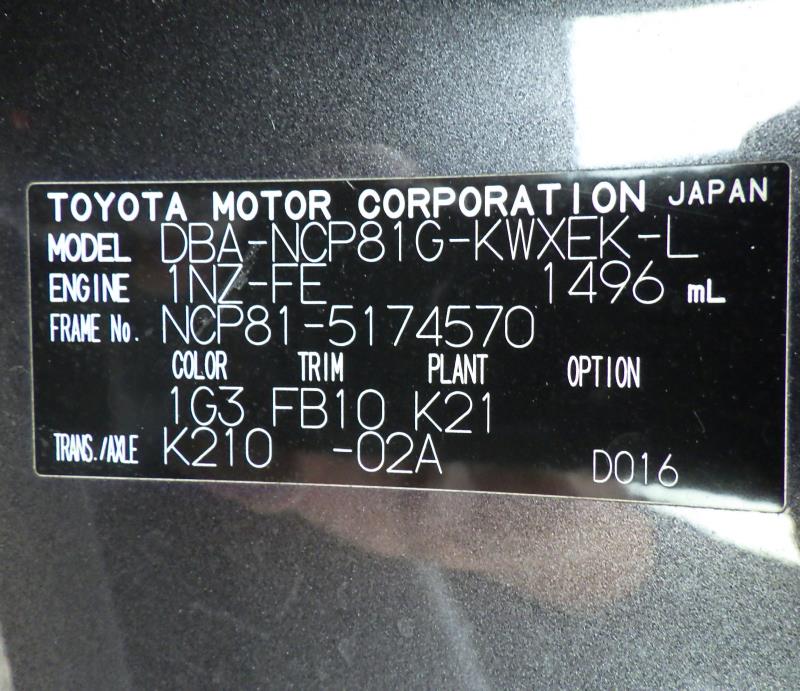 TOYOTA MOTOR CORPORATION JAPAN
MODEL DBA-NCP81G-KWXEK-L
ENGINE 1NZ-FE 1496 mL
FRAME No. NCP81-5174570
COLOR TRIM PLANT OPTION
1G3 FB10 K21
TRANS./AXLE K210 -02A D016